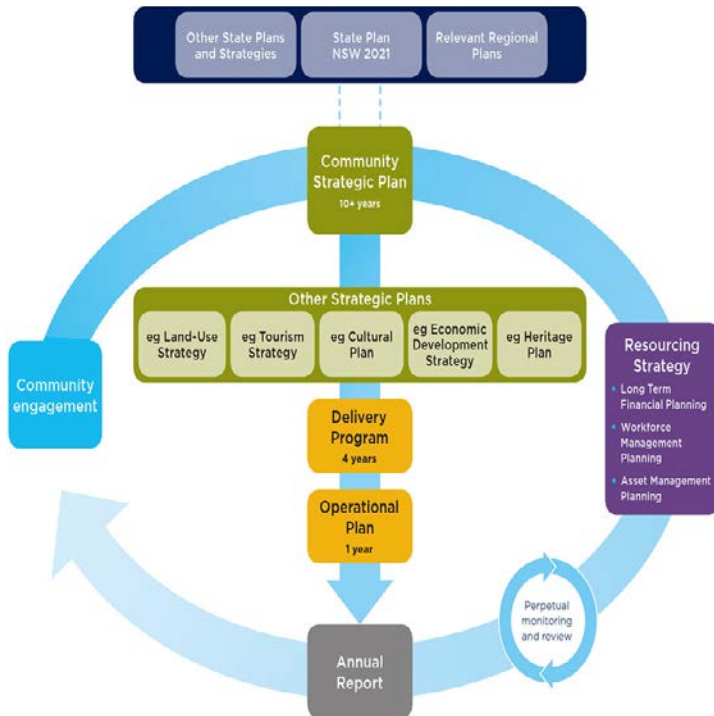 Other State Plans
and Strategies
State Plan
NSW 2021
Relevant Regional
Plans
Community
Strategic Plan
10+ years
Other Strategic Plans
eg Land-Use
Strategy
eg Tourism
Strategy
eg Cultural
Plan
eg Economic
Development
Strategy
eg Heritage
Plan
Community
engagement
Resourcing
Strategy
• Long Term
Financial Planning
• Workforce
Management
Planning
• Asset Management
Planning
Delivery
Program
4 years
Operational
Plan
1 year
Perpetual
monitoring
and review
Annual
Report